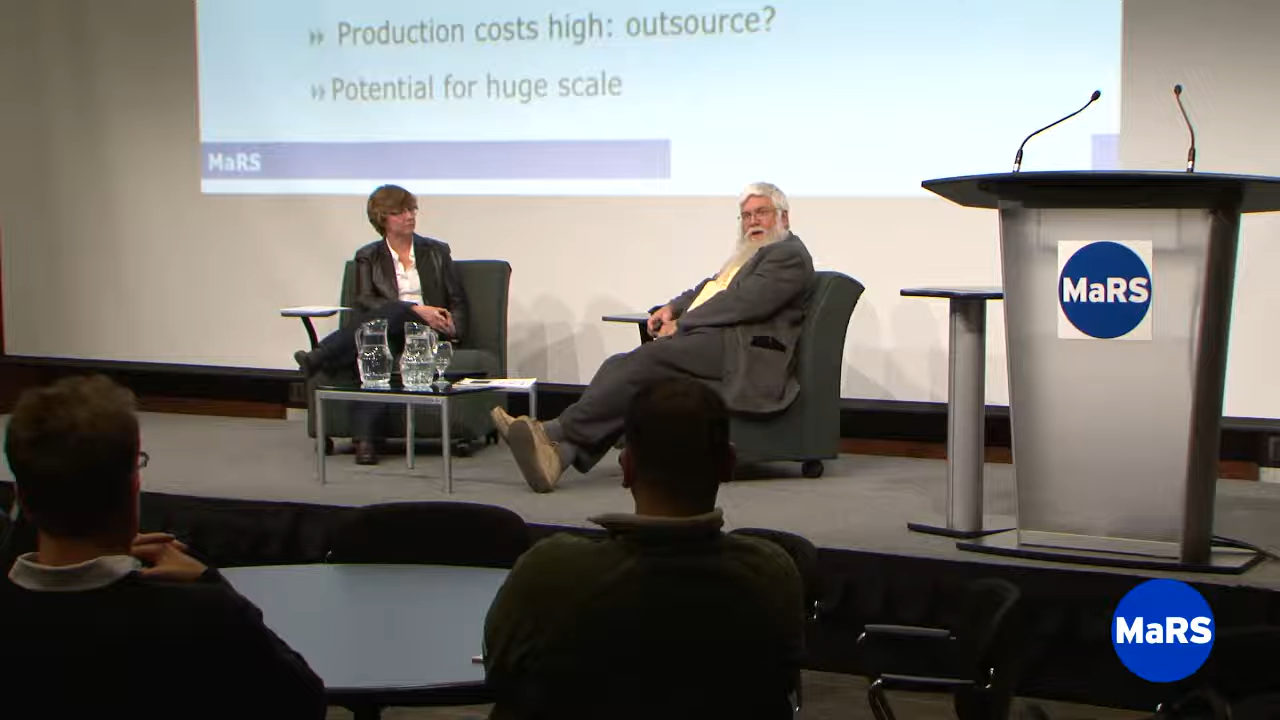 » Production costs high: outsource?
» Potential for huge scale
MaRS
MaRS
MaRS